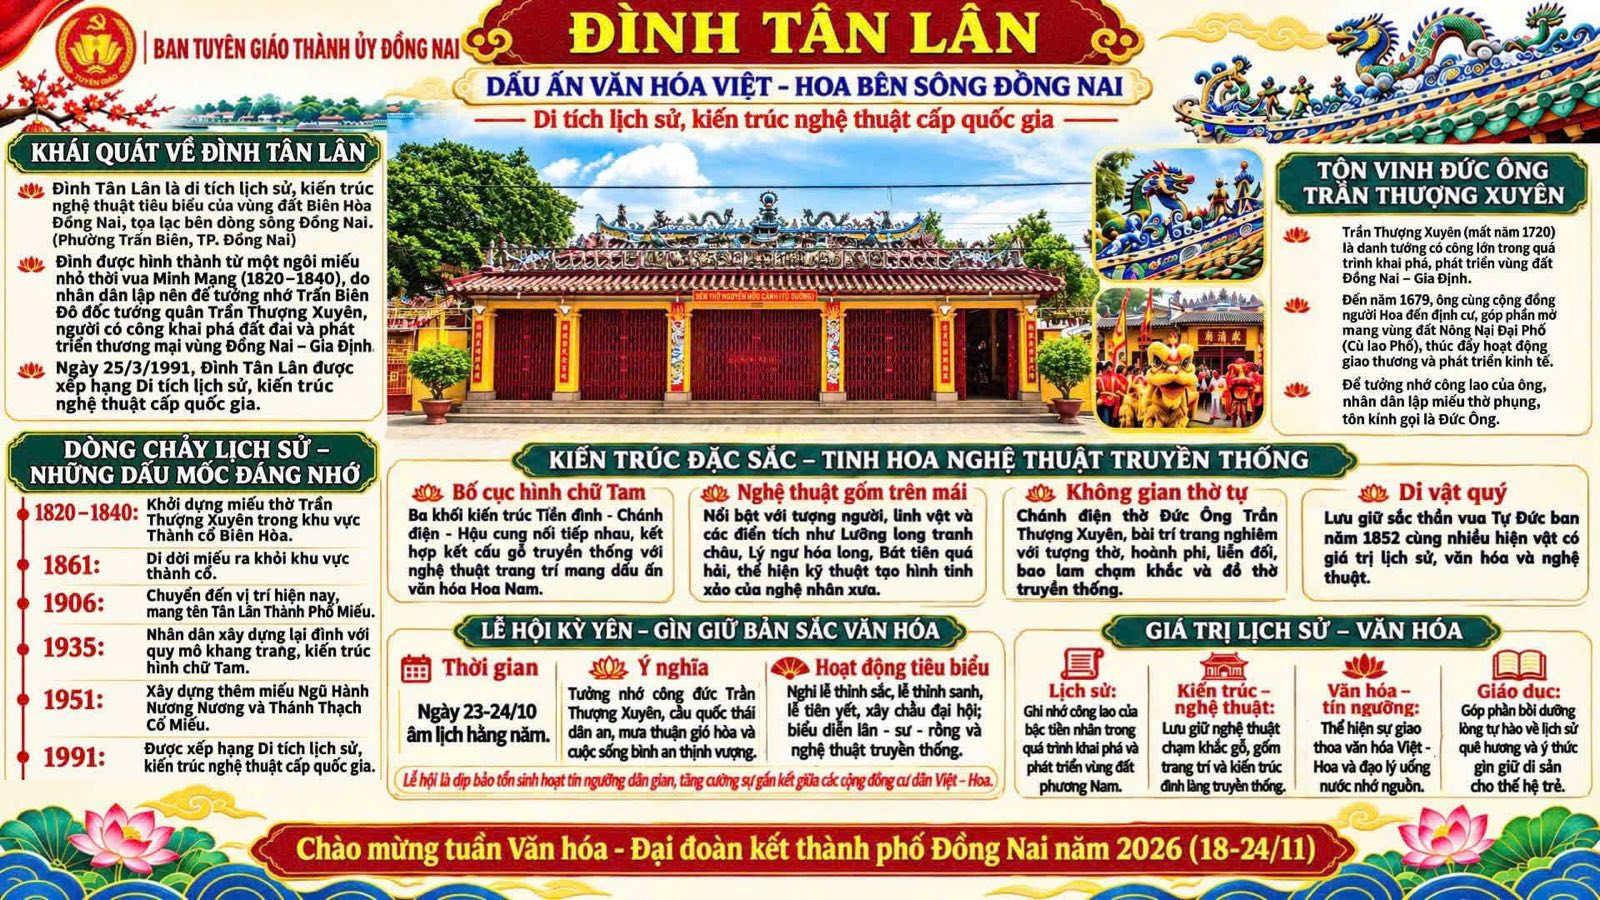 BAN TUYÊN GIÁO THÀNH ỦY ĐỒNG NAI
TUYÊN GIÁO
ĐÌNH TÂN LÂN
DẤU ẤN VĂN HÓA VIỆT - HOA BÊN SÔNG ĐỒNG NAI
Di tích lịch sử, kiến trúc nghệ thuật cấp quốc gia
KHÁI QUÁT VỀ ĐÌNH TÂN LÂN
Đình Tân Lân là di tích lịch sử, kiến trúc
nghệ thuật tiêu biểu của vùng đất Biên Hòa
Đồng Nai, tọa lạc bên dòng sông Đồng Nai.
(Phường Trấn Biên, TP. Đồng Nai)
Đình được hình thành từ một ngôi miếu
nhỏ thời vua Minh Mạng (1820–1840), do
nhân dân lập nên để tưởng nhớ Trấn Biên
Đô đốc tướng quân Trần Thượng Xuyên,
người có công khai phá đất đai và phát
triển thương mại vùng Đồng Nai – Gia Định.
Ngày 25/3/1991, Đình Tân Lân được
xếp hạng Di tích lịch sử, kiến trúc
nghệ thuật cấp quốc gia.
DÒNG CHẢY LỊCH SỬ –
NHỮNG DẤU MỐC ĐÁNG NHỚ
1820–1840: Khởi dựng miếu thờ Trần
Thượng Xuyên trong khu vực
Thành cổ Biên Hòa.
1861: Di dời miếu ra khỏi khu vực
thành cổ.
1906: Chuyển đến vị trí hiện nay,
mang tên Tân Lân Thành Phố Miếu.
1935: Nhân dân xây dựng lại đình với
quy mô khang trang, kiến trúc
hình chữ Tam.
1951: Xây dựng thêm miếu Ngũ Hành
Nương Nương và Thánh Thạch
Cố Miếu.
1991: Được xếp hạng Di tích lịch sử,
kiến trúc nghệ thuật cấp quốc gia.
ĐỀN THỜ NGUYỄN HỮU CẢNH (TỪ ĐƯỜNG)
TÔN VINH ĐỨC ÔNG
TRẦN THƯỢNG XUYÊN
Trần Thượng Xuyên (mất năm 1720)
là danh tướng có công lớn trong quá
trình khai phá, phát triển vùng đất
Đồng Nai – Gia Định.
Đến năm 1679, ông cùng cộng đồng
người Hoa đến định cư, góp phần mở
mang vùng đất Nông Nại Đại Phố
(Cù lao Phố), thúc đẩy hoạt động
giao thương và phát triển kinh tế.
Để tưởng nhớ công lao của ông,
nhân dân lập miếu thờ phụng,
tôn kính gọi là Đức Ông.
KIẾN TRÚC ĐẶC SẮC – TINH HOA NGHỆ THUẬT TRUYỀN THỐNG
Bố cục hình chữ Tam
Ba khối kiến trúc Tiền đình - Chánh
điện - Hậu cung nối tiếp nhau, kết
hợp kết cấu gỗ truyền thống với
nghệ thuật trang trí mang dấu ấn
văn hóa Hoa Nam.
Nghệ thuật gốm trên mái
Nổi bật với tượng người, linh vật và
các điển tích như Lưỡng long tranh
châu, Lý ngư hóa long, Bát tiên quá
hải, thể hiện kỹ thuật tạo hình tinh
xảo của nghệ nhân xưa.
Không gian thờ tự
Chánh điện thờ Đức Ông Trần
Thượng Xuyên, bài trí trang nghiêm
với tượng thờ, hoành phi, liễn đối,
bao lam chạm khắc và đồ thờ
truyền thống.
Di vật quý
Lưu giữ sắc thần vua Tự Đức ban
năm 1852 cùng nhiều hiện vật có
giá trị lịch sử, văn hóa và nghệ
thuật.
LỄ HỘI KỲ YÊN – GÌN GIỮ BẢN SẮC VĂN HÓA
Thời gian
Ngày 23-24/10
âm lịch hằng năm.
Ý nghĩa
Tưởng nhớ công đức Trần
Thượng Xuyên, cầu quốc thái
dân an, mưa thuận gió hòa và
cuộc sống bình an thịnh vượng.
Hoạt động tiêu biểu
Nghi lễ thỉnh sắc, lễ thỉnh sanh,
lễ tiên yết, xây chầu đại hội;
biểu diễn lân - sư - rồng và
nghệ thuật truyền thống.
Lễ hội là dịp bảo tồn sinh hoạt tín ngưỡng dân gian, tăng cường sự gắn kết giữa các cộng đồng cư dân Việt – Hoa.
GIÁ TRỊ LỊCH SỬ – VĂN HÓA
Lịch sử:
Ghi nhớ công lao của
bậc tiền nhân trong
quá trình khai phá và
phát triển vùng đất
phương Nam.
Kiến trúc –
nghệ thuật:
Lưu giữ nghệ thuật
chạm khắc gỗ, gốm
trang trí và kiến trúc
đình làng truyền thống.
Văn hóa –
tín ngưỡng:
Thể hiện sự giao
thoa văn hóa Việt -
Hoa và đạo lý uống
nước nhớ nguồn.
Giáo dục:
Góp phần bồi dưỡng
lòng tự hào về lịch sử
quê hương và ý thức
gìn giữ di sản
cho thế hệ trẻ.
Chào mừng tuần Văn hóa - Đại đoàn kết thành phố Đồng Nai năm 2026 (18-24/11)